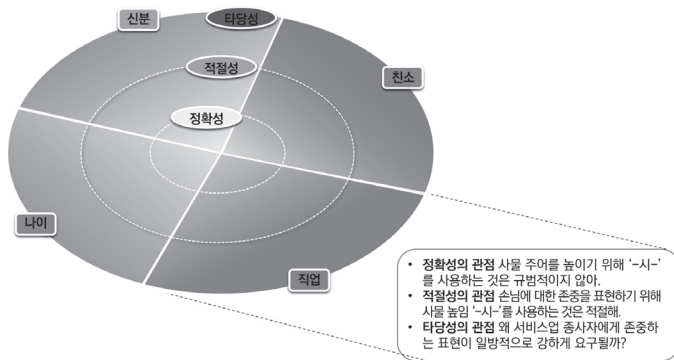 신분
타당성
적절성
친소
정확성
나이
직업
• 정확성의 관점 사물 주어를 높이기 위해 ‘-시-’
를 사용하는 것은 규범적이지 않아.
• 적절성의 관점 손님에 대한 존중을 표현하기 위해
사물 높임 ‘-시-’를 사용하는 것은 적절해.
• 타당성의 관점 왜 서비스업 종사자에게 존중하
는 표현이 일방적으로 강하게 요구될까?